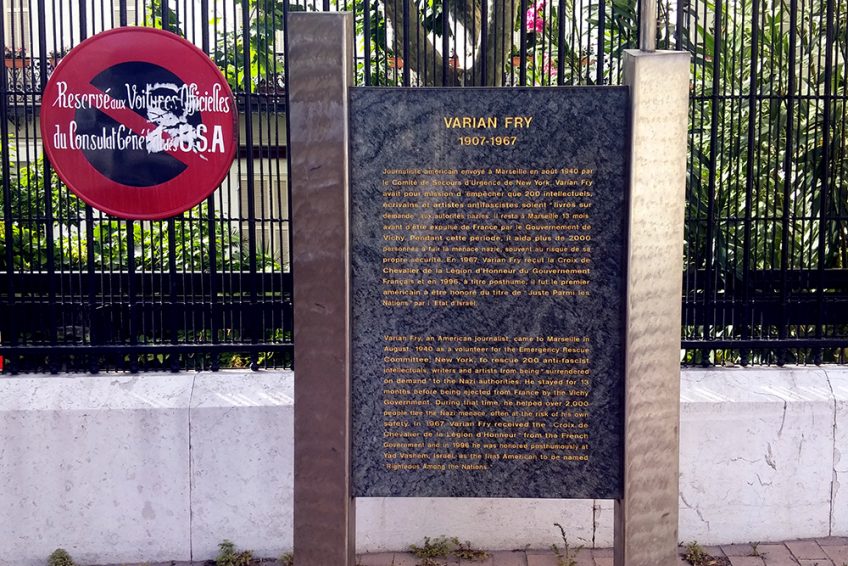 Reservé aux Voitures Officielles
du Consulat Géné des U.S.A
VARIAN FRY
1907-1967
Journaliste américain envoyé à Marseille en août 1940 par
le Comité de Secours d'Urgence de New York, Varian Fry
avait pour mission d'empêcher que 200 intellectuels,
écrivains et artistes antifascistes soient "livrés sur
demande" aux autorités nazies. Il resta à Marseille 13 mois
avant d'être expulsé de France par le Gouvernement de
Vichy. Pendant cette période, il aida plus de 2000
personnes à fuir la menace nazie, souvent au risque de sa
propre sécurité. En 1967, Varian Fry reçut la Croix de
Chevalier de la Légion d'Honneur du Gouvernement
Français et en 1996, à titre posthume, il fut le premier
américain à être honoré du titre de "Juste Parmi les
Nations" par l'Etat d'Israël.
Varian Fry, an American journalist, came to Marseille in
August, 1940 as a volunteer for the Emergency Rescue
Committee, New York, to rescue 200 anti-fascist
intellectuals, writers and artists from being "surrendered
on demand" to the Nazi authorities. He stayed for 13
months before being ejected from France by the Vichy
Government. During that time, he helped over 2,000
people flee the Nazi menace, often at the risk of his own
safety. In 1967, Varian Fry received the "Croix de
Chevalier de la Légion d'Honneur" from the French
Government and in 1996 he was honored posthumously at
Yad Vashem, Israel, as the first American to be named
"Righteous Among the Nations."